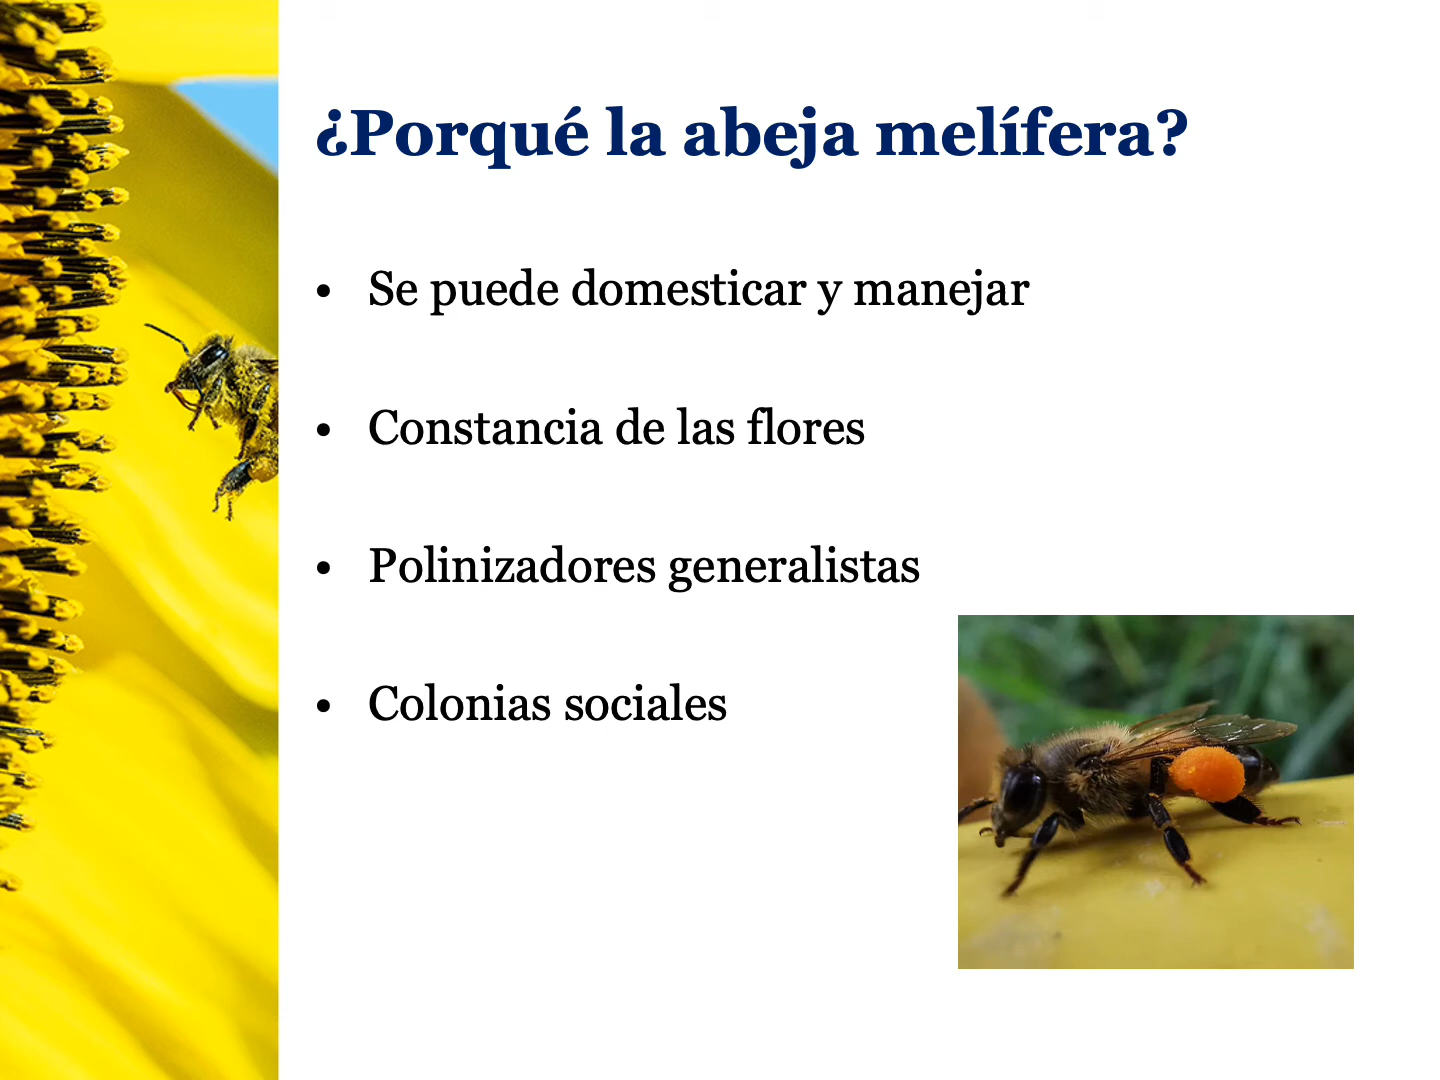 ¿Porqué la abeja melífera?
• Se puede domesticar y manejar
• Constancia de las flores
• Polinizadores generalistas
• Colonias sociales